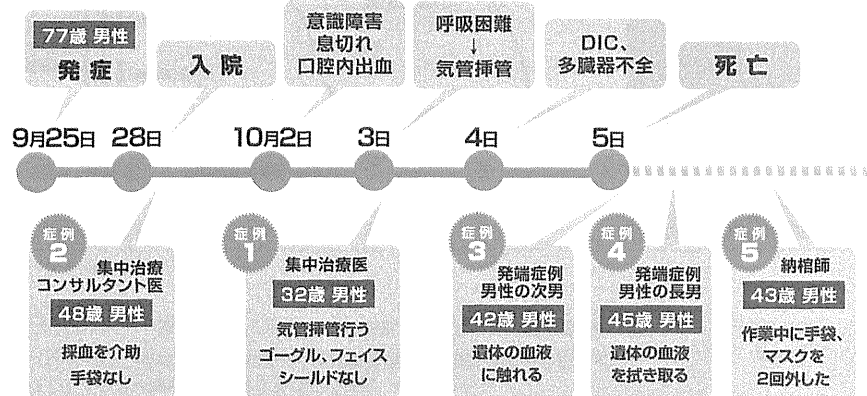 77歳 男性
発症
入院
意識障害
息切れ
口腔内出血
呼吸困難
↓
気管挿管
DIC、
多臓器不全
死亡
9月25日
28日
10月2日
3日
4日
5日
症例
2
集中治療
コンサルタント医
48歳 男性
採血を介助
手袋なし
症例
1
集中治療医
32歳 男性
気管挿管行う
ゴーグル、フェイス
シールドなし
症例
3
発端症例
男性の次男
42歳 男性
遺体の血液
に触れる
症例
4
発端症例
男性の長男
45歳 男性
遺体の血液
を拭き取る
症例
5
納棺師
43歳 男性
作業中に手袋、
マスクを
2回外した